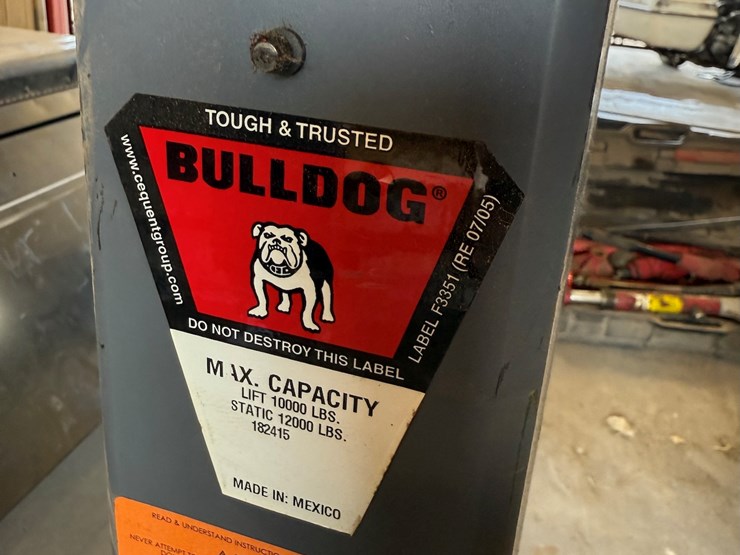 TOUGH & TRUSTED
BULLDOG®
www.cequentgroup.com
LABEL F3351 (RE 07/05)
DO NOT DESTROY THIS LABEL
MAX. CAPACITY
LIFT 10000 LBS.
STATIC 12000 LBS.
182415
MADE IN: MEXICO
READ & UNDERSTAND
NEVER